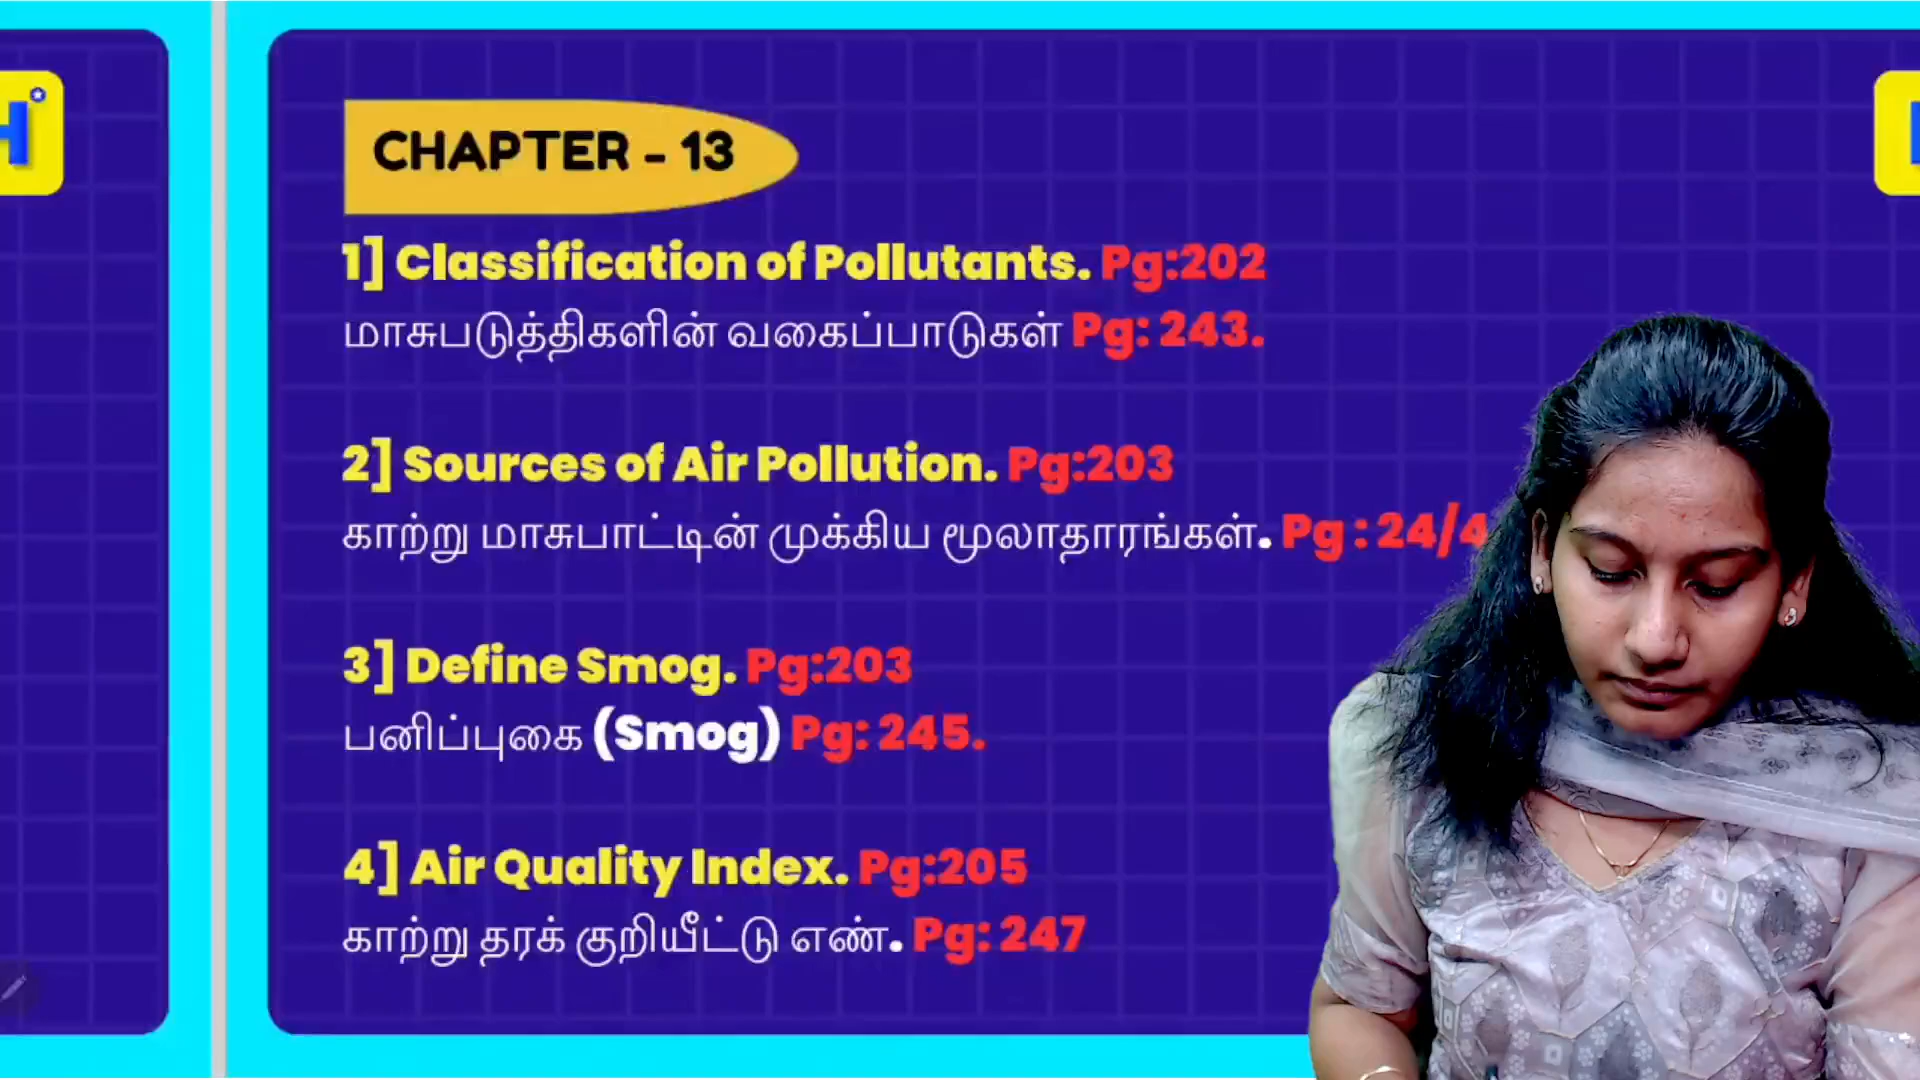 H
CHAPTER - 13
1] Classification of Pollutants. Pg:202
மாசுபடுத்திகளின் வகைப்பாடுகள் Pg: 243.
2] Sources of Air Pollution. Pg:203
காற்று மாசுபாட்டின் முக்கிய மூலாதாரங்கள். Pg : 24/4
3] Define Smog. Pg:203
பனிப்புகை (Smog) Pg: 245.
4] Air Quality Index. Pg:205
காற்று தரக் குறியீட்டு எண். Pg: 247